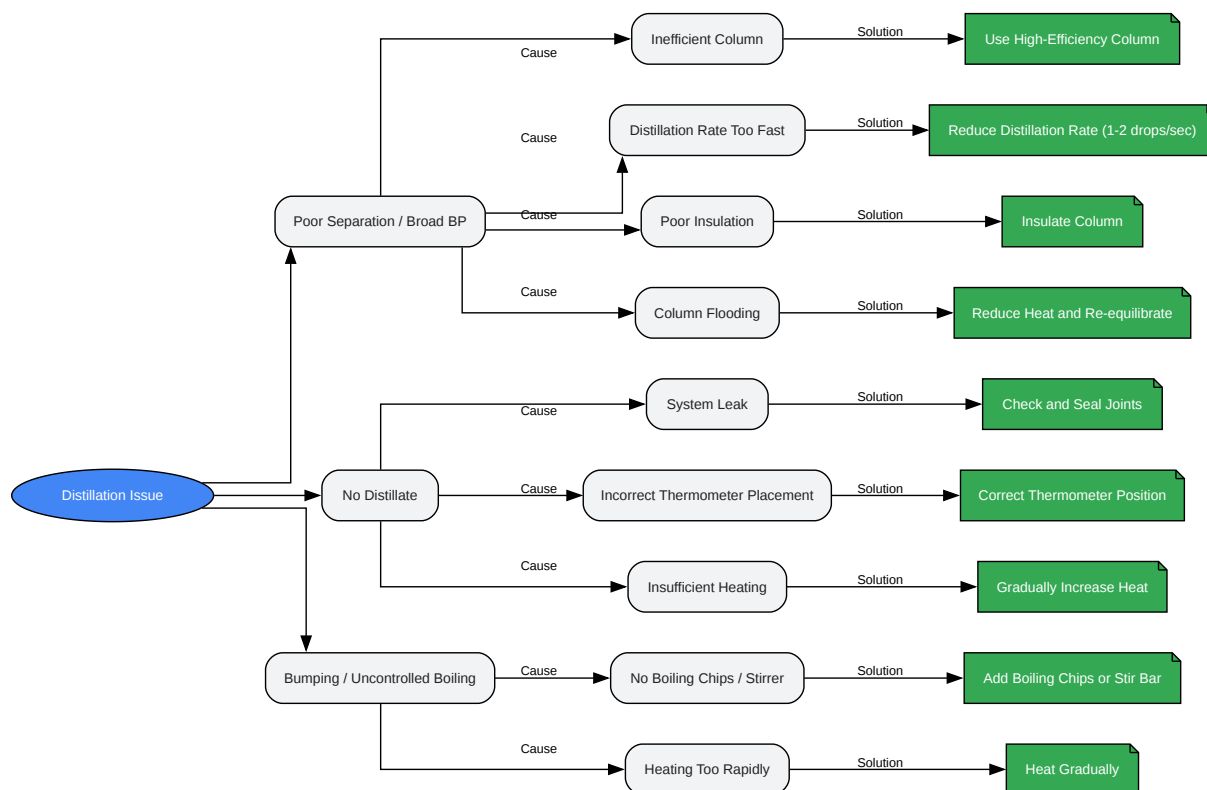 Inefficient Column
Solution
Use High-Efficiency Column
Cause
Distillation Rate Too Fast
Solution
Reduce Distillation Rate (1-2 drops/sec)
Cause
Poor Separation / Broad BP
Cause
Poor Insulation
Solution
Insulate Column
Cause
Column Flooding
Solution
Reduce Heat and Re-equilibrate
System Leak
Solution
Check and Seal Joints
Cause
Distillation Issue
No Distillate
Cause
Incorrect Thermometer Placement
Solution
Correct Thermometer Position
Cause
Insufficient Heating
Solution
Gradually Increase Heat
Bumping / Uncontrolled Boiling
Cause
No Boiling Chips / Stirrer
Solution
Add Boiling Chips or Stir Bar
Cause
Heating Too Rapidly
Solution
Heat Gradually